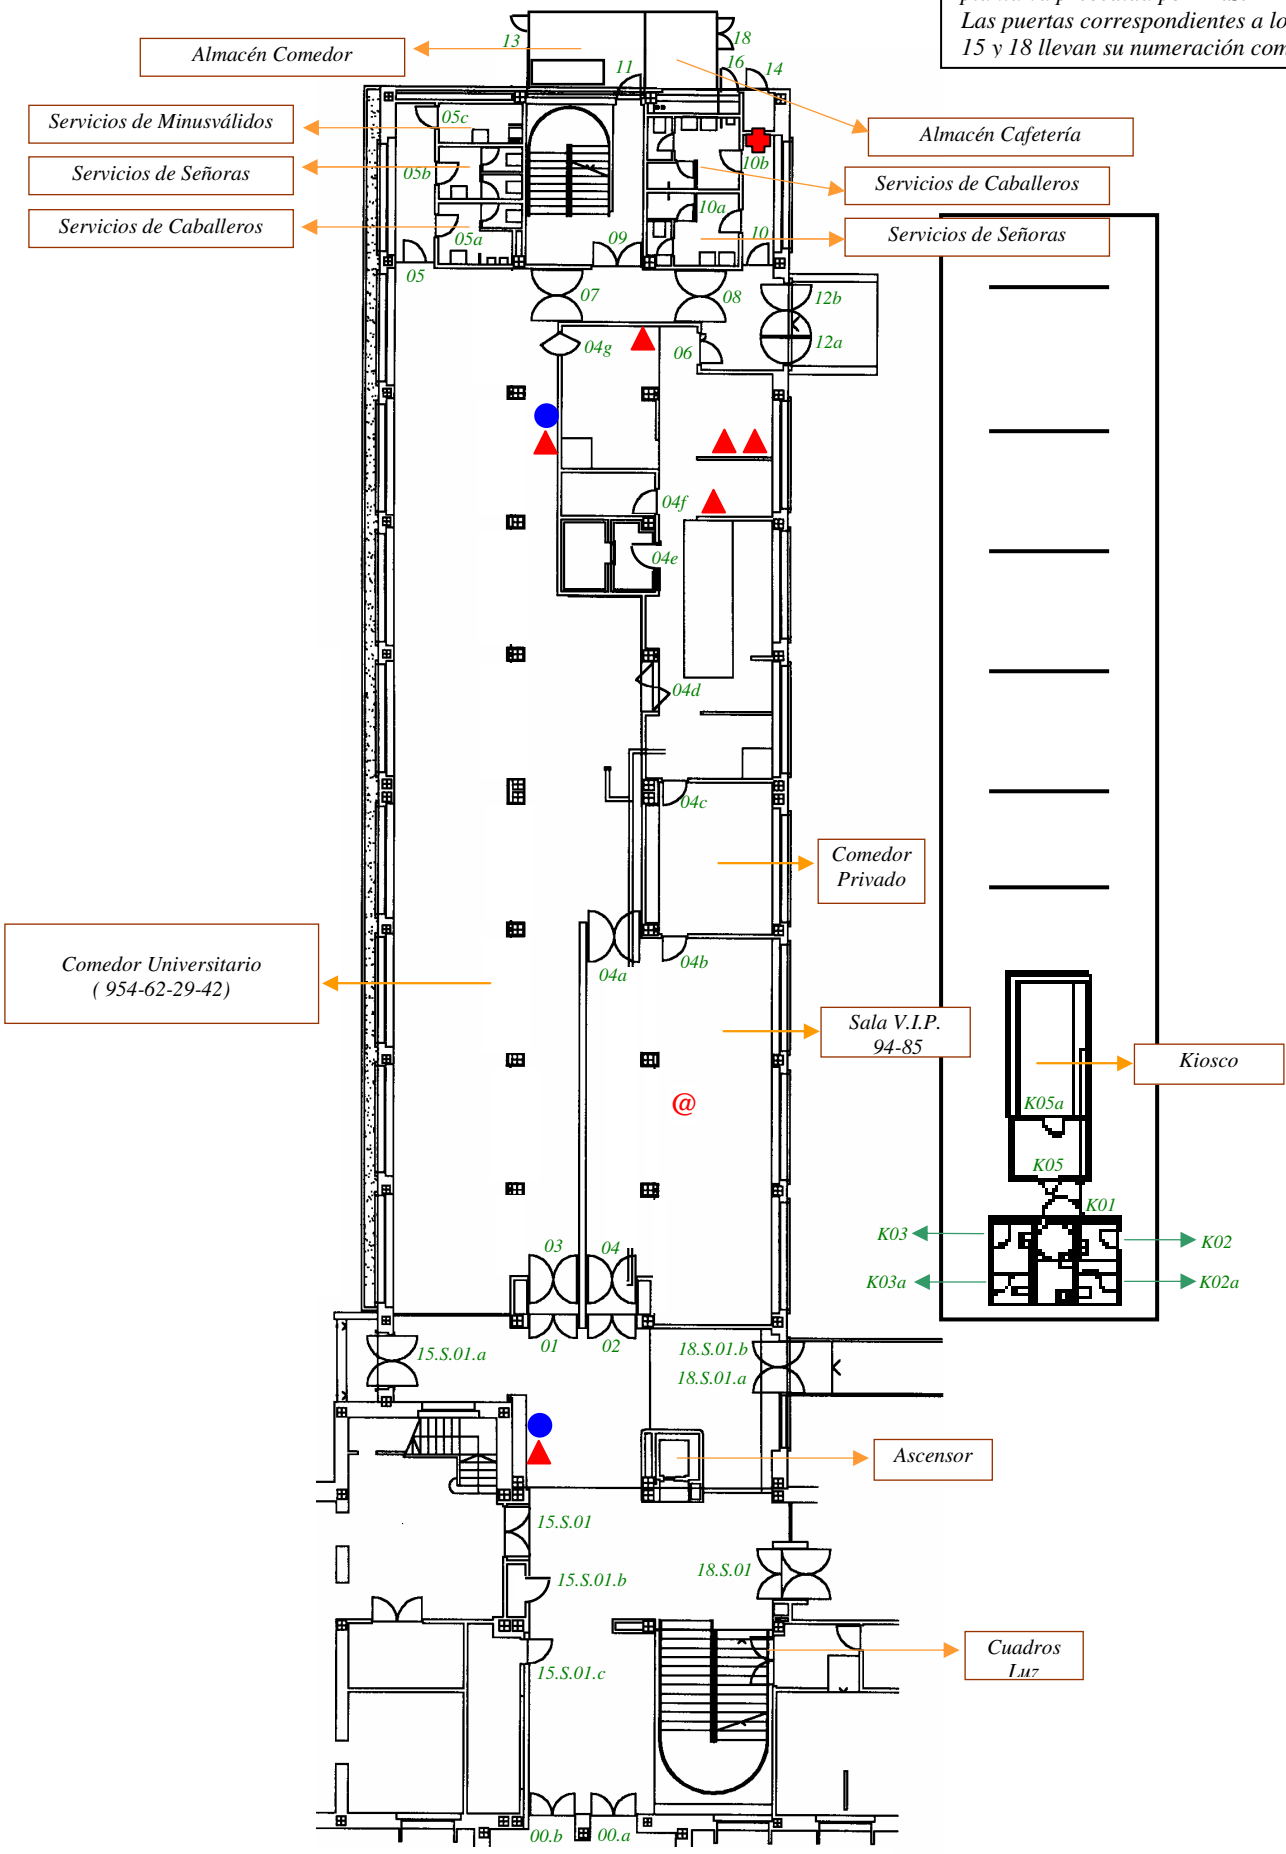 Las puertas correspondientes a lo
15 y 18 llevan su numeración con
13
18
Almacén Comedor
11
16
14
Servicios de Minusválidos
05c
Almacén Cafetería
Servicios de Señoras
05b
10b
Servicios de Caballeros
Servicios de Caballeros
05a
10a
Servicios de Señoras
09
10
05
07
08
12b
04g
06
12a
04f
04e
04d
04c
Comedor
Privado
Comedor Universitario
( 954-62-29-42)
04a
04b
Sala V.I.P.
94-85
Kiosco
@
K05a
K05
K01
K03
K02
K03a
K02a
03
04
01
02
15.S.01.a
18.S.01.b
18.S.01.a
Ascensor
15.S.01
15.S.01.b
18.S.01
15.S.01.c
Cuadros
Luz
00.b
00.a